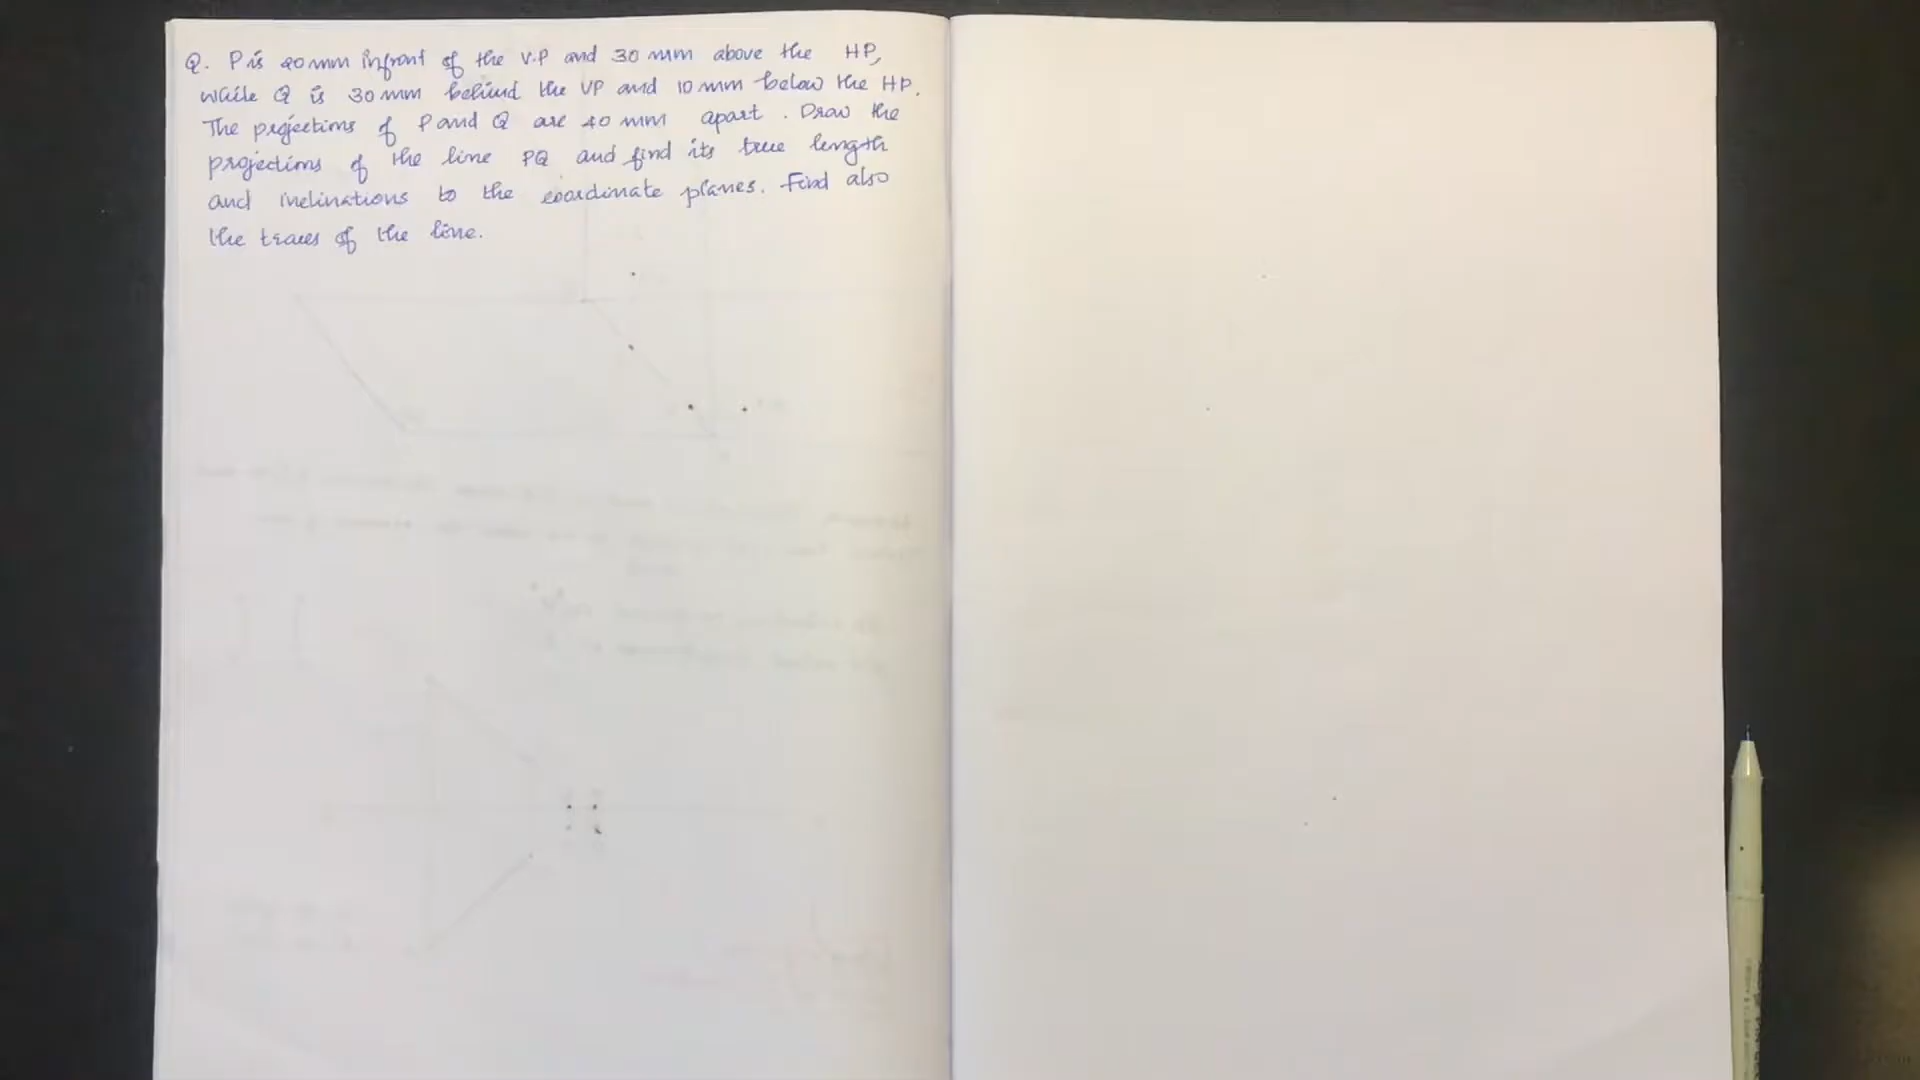 Q. P is 20 mm infront of the V.P and 30 mm above the HP,
while Q is 30 mm behind the VP and 10 mm below the HP.
The projections of P and Q are 40 mm apart. Draw the
projections of the line PQ and find its true length
and inclinations to the coordinate planes. Find also
the traces of the line.